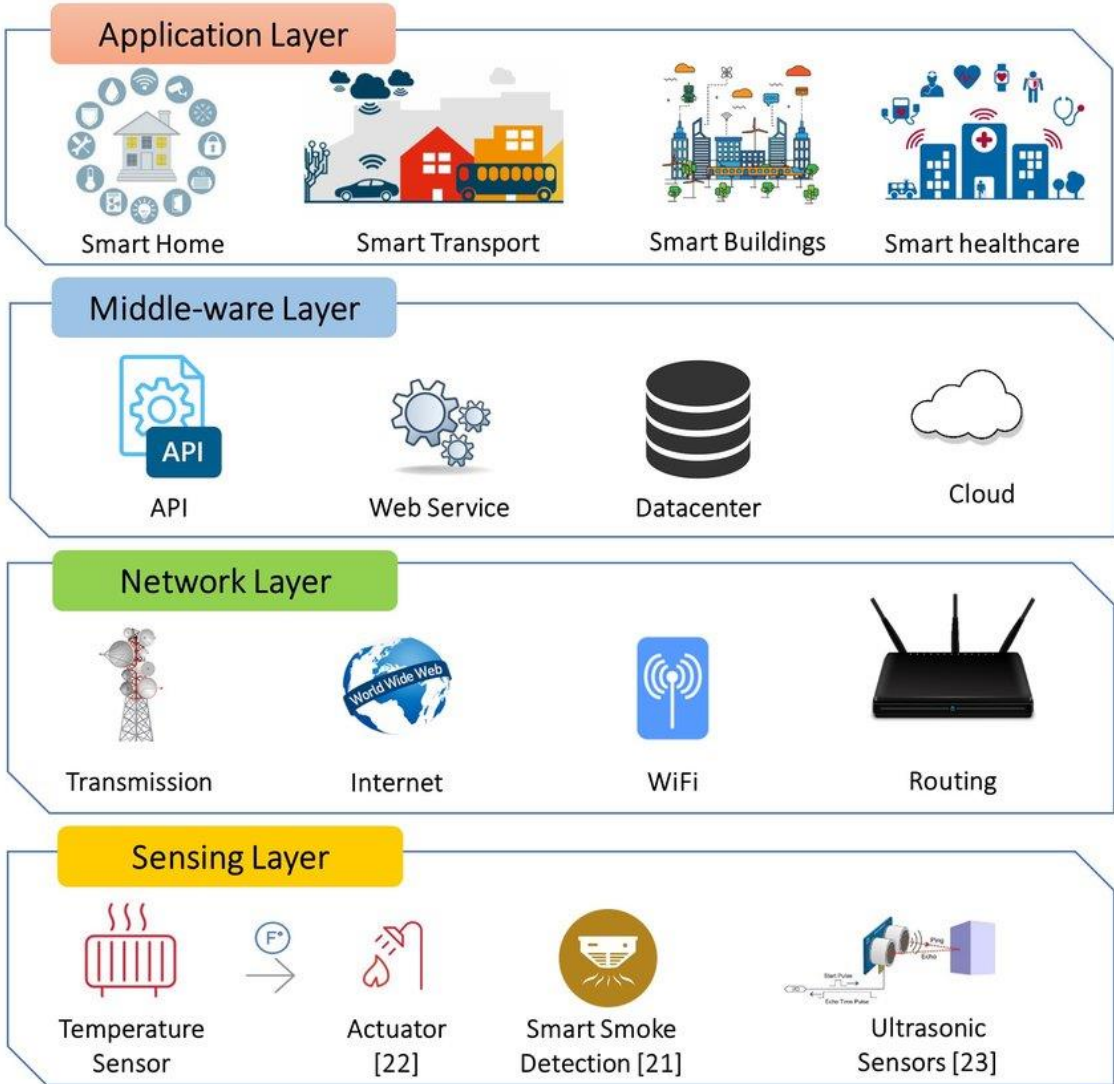 Application Layer
Smart Home
Smart Transport
Smart Buildings
Smart healthcare
Middle-ware Layer
API
API
Web Service
Datacenter
Cloud
Network Layer
World Wide Web
Transmission
Internet
WiFi
Routing
Sensing Layer
F°
Ping
Echo
Start Pulse
I/O
Echo Time Pulse
Temperature
Sensor
Actuator
[22]
Smart Smoke
Detection [21]
Ultrasonic
Sensors [23]